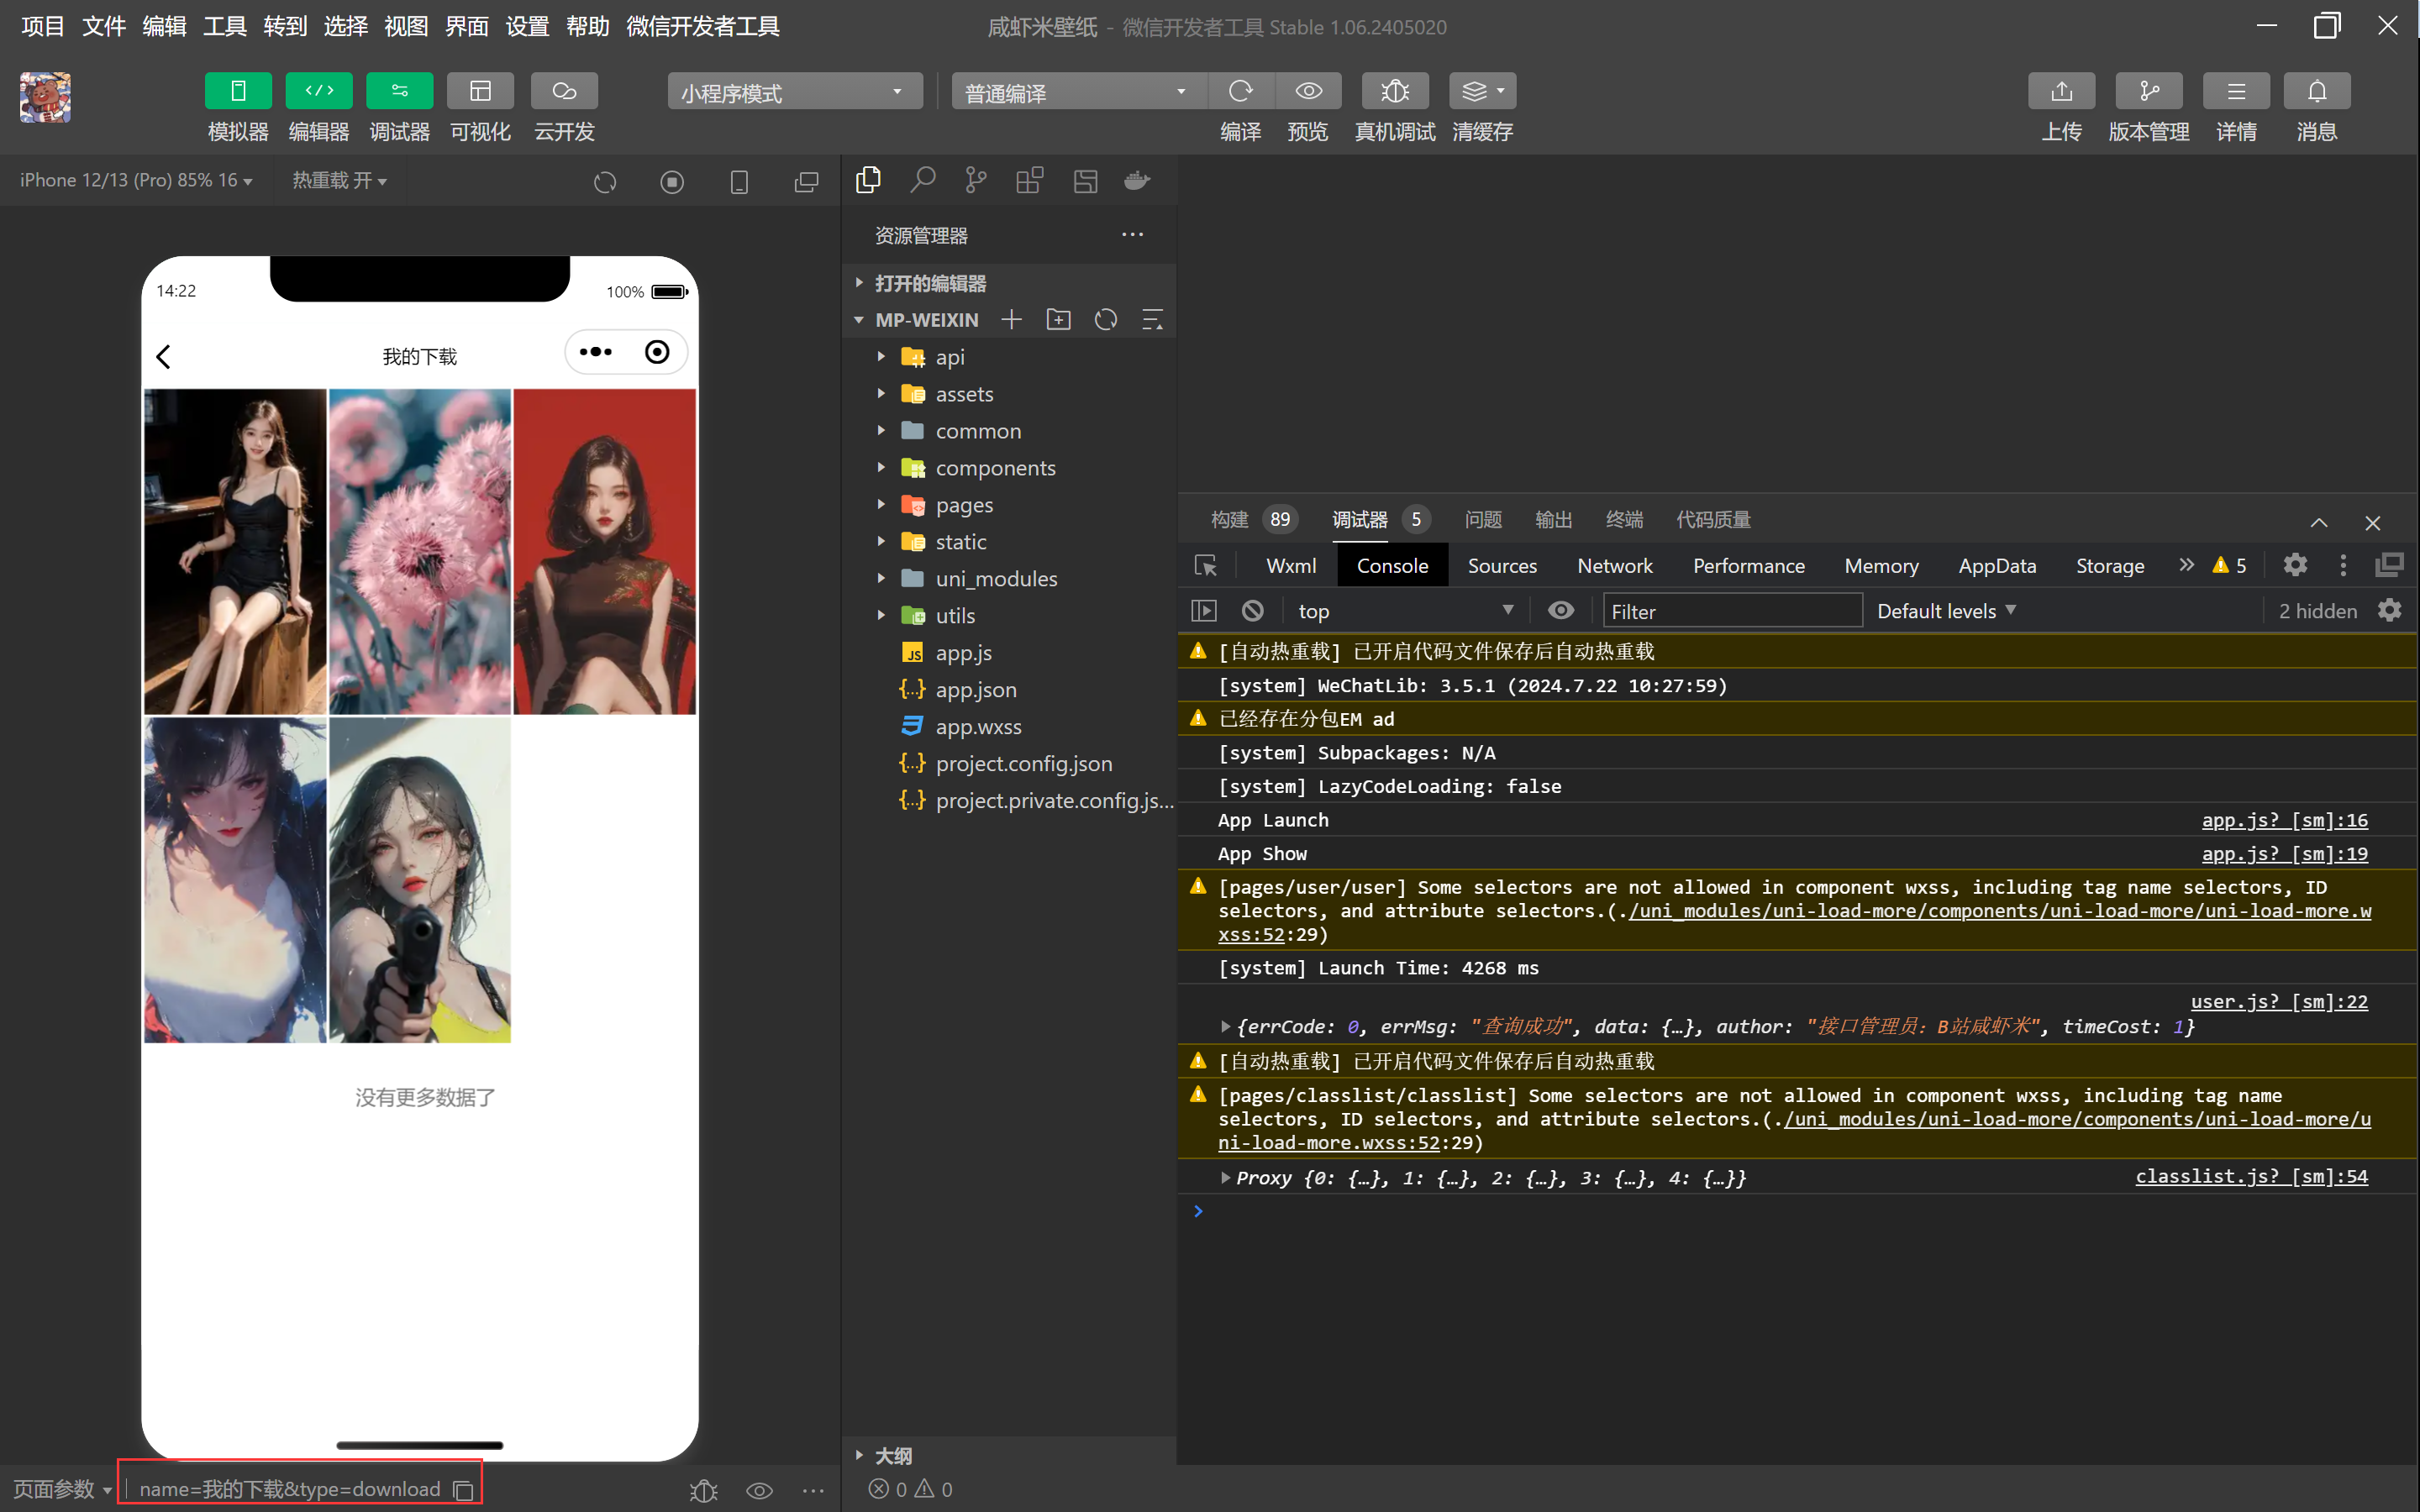 项目 文件 编辑 工具 转到 选择 视图 界面 设置 帮助 微信开发者工具
咸虾米壁纸 - 微信开发者工具 Stable 1.06.2405020
模拟器 编辑器 调试器 可视化 云开发
小程序模式
普通编译
编译 预览 真机调试 清缓存
上传 版本管理 详情 消息
iPhone 12/13 (Pro) 85% 16
热重载 开
14:22
100%
我的下载
没有更多数据了
页面参数
name=我的下载&type=download
资源管理器
打开的编辑器
MP-WEIXIN
api
assets
common
components
pages
static
uni_modules
utils
JS app.js
{..} app.json
app.wxss
{..} project.config.json
{..} project.private.config.js...
大纲
0 0
构建 89 调试器 5 问题 输出 终端 代码质量
Wxml Console Sources Network Performance Memory AppData Storage » 5
top Filter Default levels 2 hidden
[自动热重载] 已开启代码文件保存后自动热重载
[system] WeChatLib: 3.5.1 (2024.7.22 10:27:59)
已经存在分包EM ad
[system] Subpackages: N/A
[system] LazyCodeLoading: false
App Launch app.js? [sm]:16
App Show app.js? [sm]:19
[pages/user/user] Some selectors are not allowed in component wxss, including tag name selectors, ID
selectors, and attribute selectors.(./uni_modules/uni-load-more/components/uni-load-more/uni-load-more.w
xss:52:29)
[system] Launch Time: 4268 ms
user.js? [sm]:22
{errCode: 0, errMsg: "查询成功", data: {…}, author: "接口管理员: B站咸虾米", timeCost: 1}
[自动热重载] 已开启代码文件保存后自动热重载
[pages/classlist/classlist] Some selectors are not allowed in component wxss, including tag name
selectors, ID selectors, and attribute selectors.(./uni_modules/uni-load-more/components/uni-load-more/u
ni-load-more.wxss:52:29)
Proxy {0: {…}, 1: {…}, 2: {…}, 3: {…}, 4: {…}} classlist.js? [sm]:54